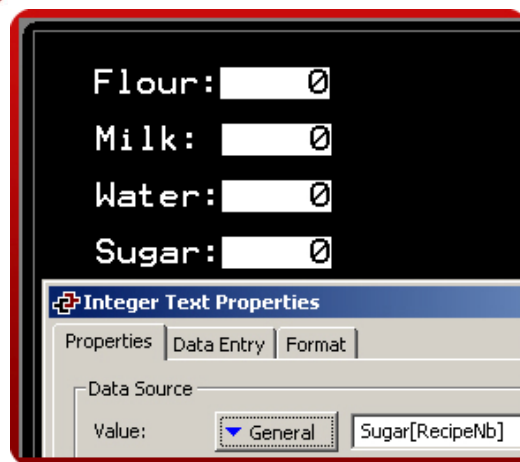 Flour: 0
Milk: 0
Water: 0
Sugar: 0
Integer Text Properties
Properties Data Entry Format
Data Source
Value: General Sugar[RecipeNb]